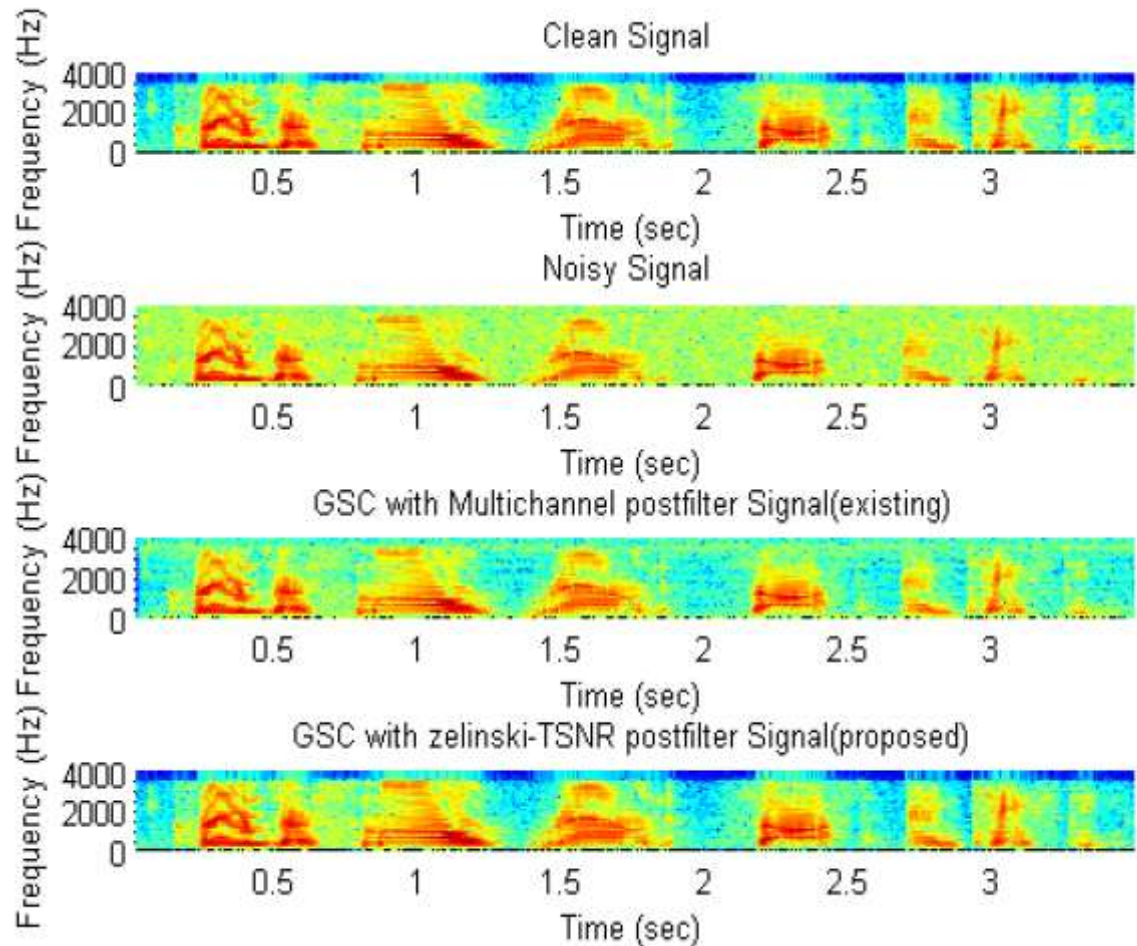 Clean Signal
Frequency (Hz)
4000
2000
0
0.5 1 1.5 2 2.5 3
Time (sec)
Noisy Signal
Frequency (Hz)
4000
2000
0
0.5 1 1.5 2 2.5 3
Time (sec)
GSC with Multichannel postfilter Signal(existing)
Frequency (Hz)
4000
2000
0
0.5 1 1.5 2 2.5 3
Time (sec)
GSC with zelinski-TSNR postfilter Signal(proposed)
Frequency (Hz)
4000
2000
0
0.5 1 1.5 2 2.5 3
Time (sec)